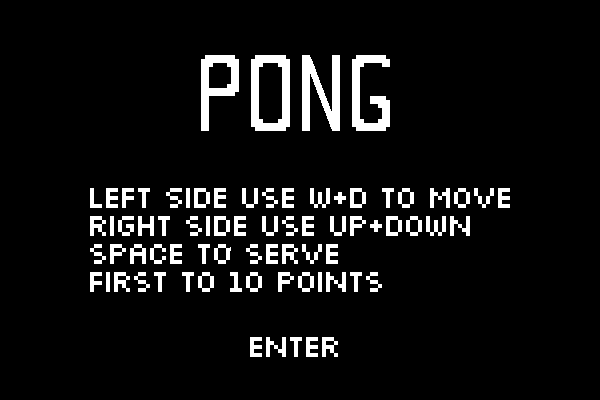 PONG
LEFT SIDE USE W+D TO MOVE
RIGHT SIDE USE UP+DOWN
SPACE TO SERVE
FIRST TO 10 POINTS
ENTER